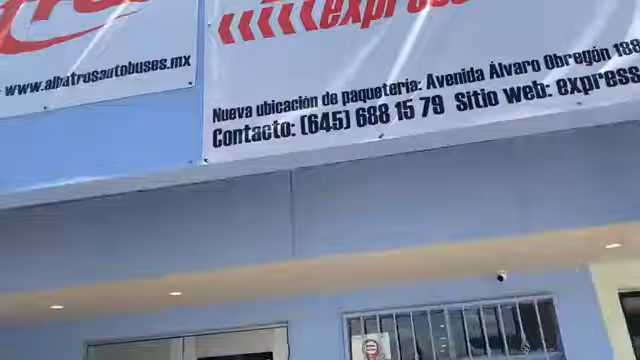 www.albatrosautobuses.mx
express
Nueva ubicación de paquetería: Avenida Álvaro Obregón 188
Contacto: (645) 688 15 79 Sitio web: express